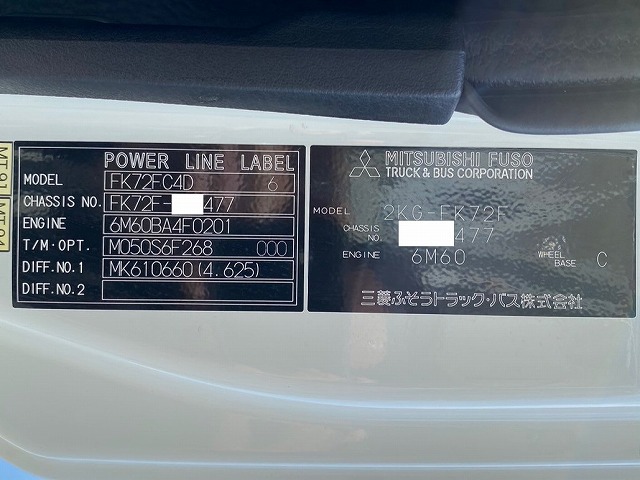 POWER LINE LABEL
MODEL FK72FC4D 6
CHASSIS NO. FK72F- 477
ENGINE 6M60BA4F0201
T/M·OPT. M050S6F268 000
DIFF.NO.1 MK610660(4.625)
DIFF.NO.2
MITSUBISHI FUSO
TRUCK & BUS CORPORATION
MODEL 2KG-FK72F
CHASSIS NO. 477
ENGINE 6M60 WHEEL BASE C
三菱ふそうトラック・バス株式会社
MT91
MT94